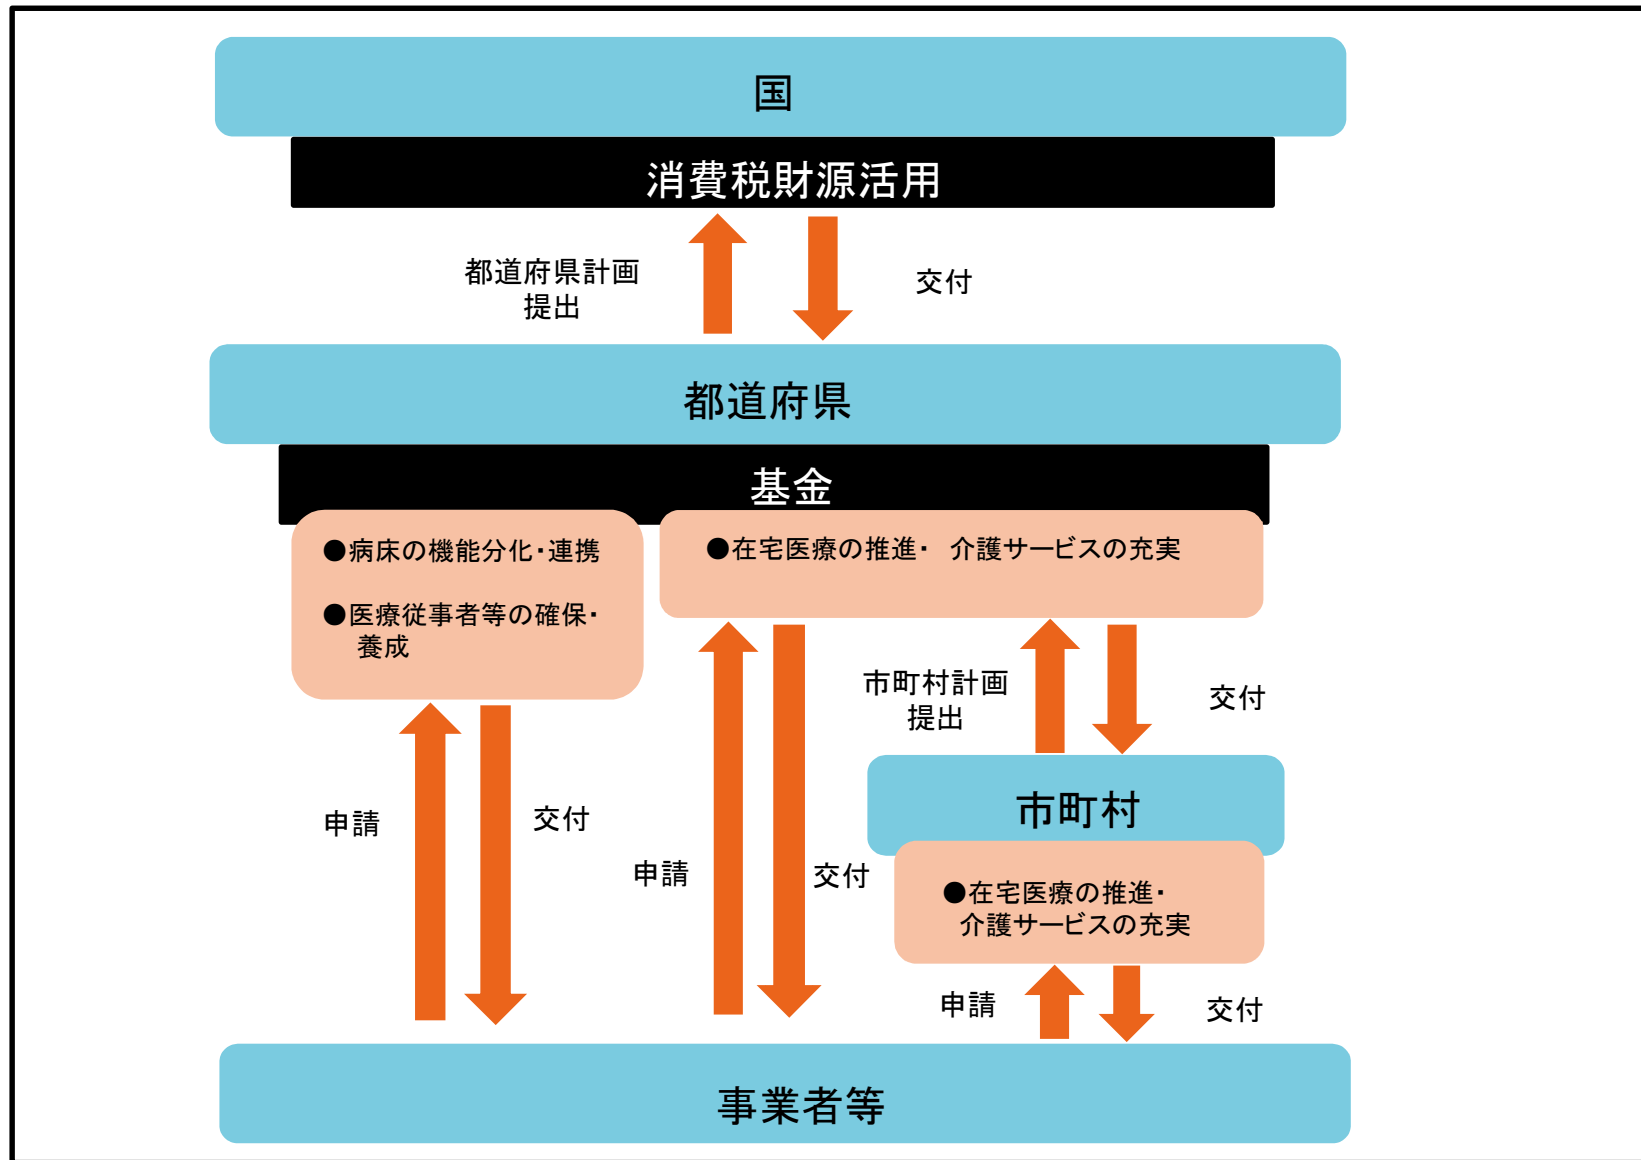 国
消費税財源活用
都道府県計画
提出
交付
都道府県
基金
●病床の機能分化・連携
●医療従事者等の確保・
養成
●在宅医療の推進・ 介護サービスの充実
市町村計画
提出
交付
市町村
申請
交付
申請
交付
●在宅医療の推進・
介護サービスの充実
申請
交付
事業者等